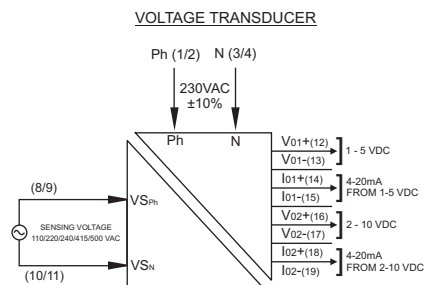 VOLTAGE TRANSDUCER
Ph (1/2) N (3/4)
230VAC
±10%
Ph N
V01+(12)
V01-(13)
1 - 5 VDC
I01+(14)
I01-(15)
4-20mA
FROM 1-5 VDC
(8/9)
VSPh
SENSING VOLTAGE
110/220/240/415/500 VAC
V02+(16)
V02-(17)
2 - 10 VDC
I02+(18)
I02-(19)
4-20mA
FROM 2-10 VDC
VSN
(10/11)